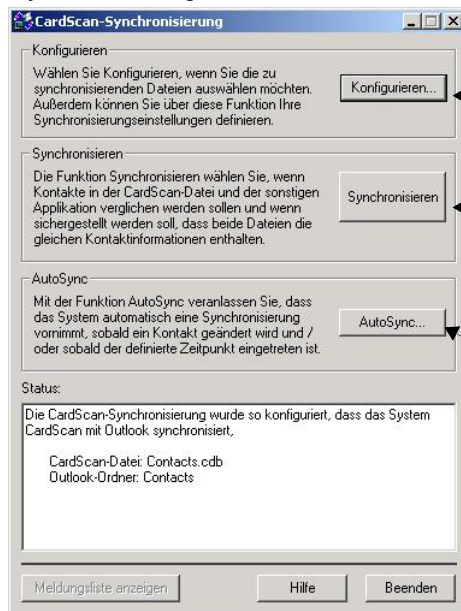 CardScan-Synchronisierung
Konfigurieren
Wählen Sie Konfigurieren, wenn Sie die zu
synchronisierenden Dateien auswählen möchten.
Außerdem können Sie über diese Funktion Ihre
Synchronisierungseinstellungen definieren.
Konfigurieren...
Synchronisieren
Die Funktion Synchronisieren wählen Sie, wenn
Kontakte in der CardScan-Datei und der sonstigen
Applikation verglichen werden sollen und wenn
sichergestellt werden soll, dass beide Dateien die
gleichen Kontaktinformationen enthalten.
Synchronisieren
AutoSync
Mit der Funktion AutoSync veranlassen Sie, dass
das System automatisch eine Synchronisierung
vornimmt, sobald ein Kontakt geändert wird und /
oder sobald der definierte Zeitpunkt eingetreten ist.
AutoSync...
Status:
Die CardScan-Synchronisierung wurde so konfiguriert, dass das System
CardScan mit Outlook synchronisiert,
CardScan-Datei: Contacts.cdb
Outlook-Ordner: Contacts
Meldungsliste anzeigen
Hilfe
Beenden